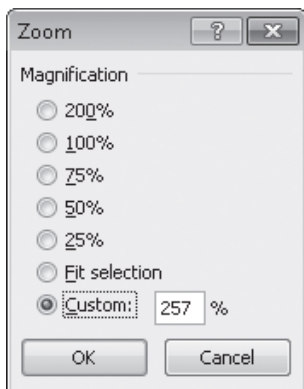 Zoom ?
Magnification
200%
100%
75%
50%
25%
Fit selection
Custom: 257 %
OK Cancel